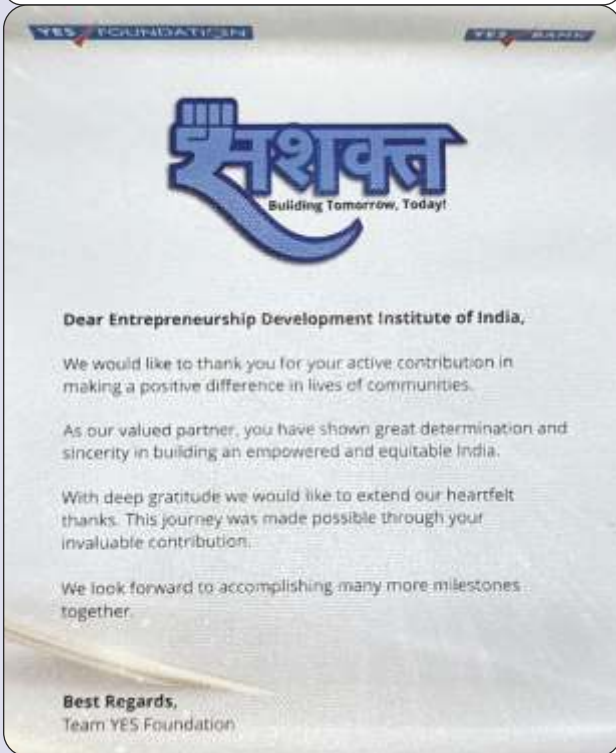 YES FOUNDATION
YES BANK
सशक्त
Building Tomorrow, Today!
Dear Entrepreneurship Development Institute of India,
We would like to thank you for your active contribution in
making a positive difference in lives of communities.
As our valued partner, you have shown great determination and
sincerity in building an empowered and equitable India.
With deep gratitude we would like to extend our heartfelt
thanks. This journey was made possible through your
invaluable contribution.
We look forward to accomplishing many more milestones
together.
Best Regards,
Team YES Foundation